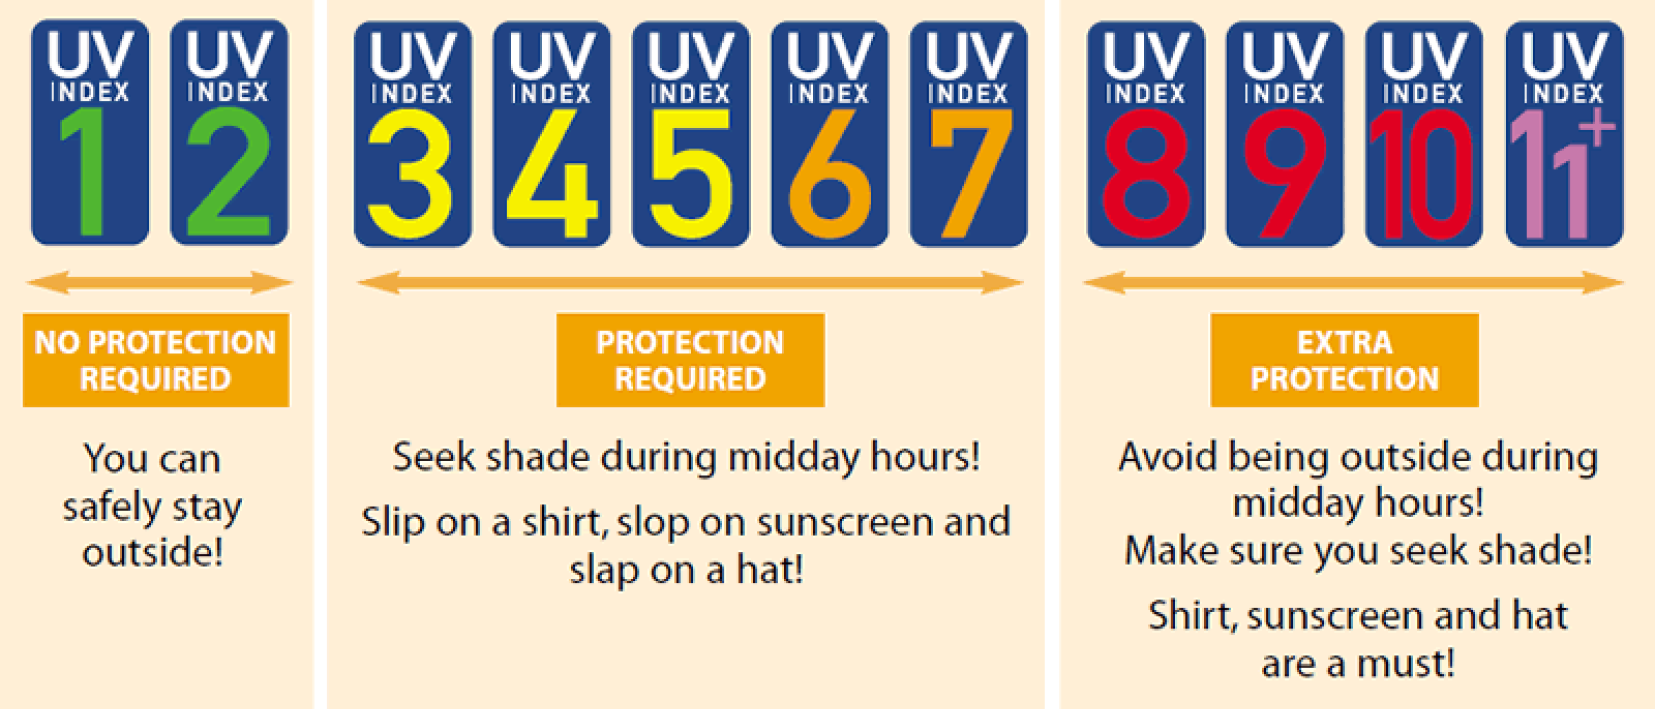 UV
INDEX
1
UV
INDEX
2
NO PROTECTION
REQUIRED
You can
safely stay
outside!
UV
INDEX
3
UV
INDEX
4
UV
INDEX
5
UV
INDEX
6
UV
INDEX
7
PROTECTION
REQUIRED
Seek shade during midday hours!
Slip on a shirt, slop on sunscreen and
slap on a hat!
UV
INDEX
8
UV
INDEX
9
UV
INDEX
10
UV
INDEX
11+
EXTRA
PROTECTION
Avoid being outside during
midday hours!
Make sure you seek shade!
Shirt, sunscreen and hat
are a must!